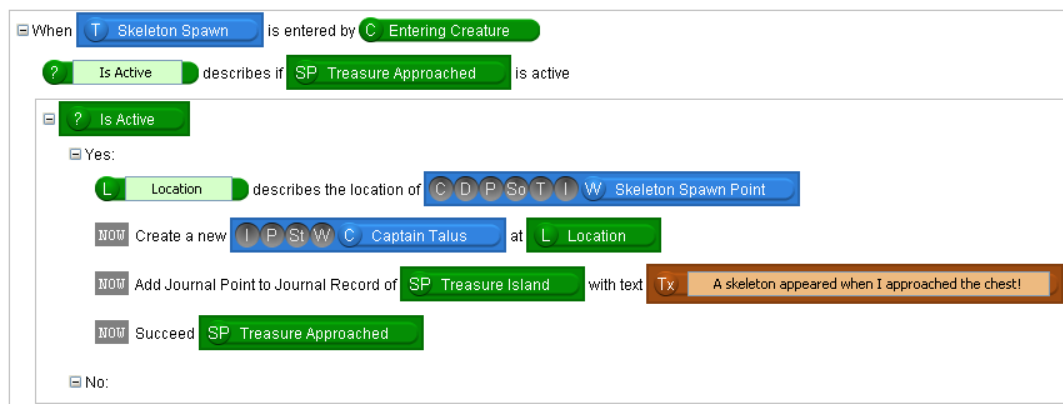 When T Skeleton Spawn is entered by C Entering Creature
? Is Active describes if SP Treasure Approached is active
? Is Active
Yes:
L Location describes the location of C D P So T I W Skeleton Spawn Point
NOW Create a new I P St W C Captain Talus at L Location
NOW Add Journal Point to Journal Record of SP Treasure Island with text Tx A skeleton appeared when I approached the chest!
NOW Succeed SP Treasure Approached
No: